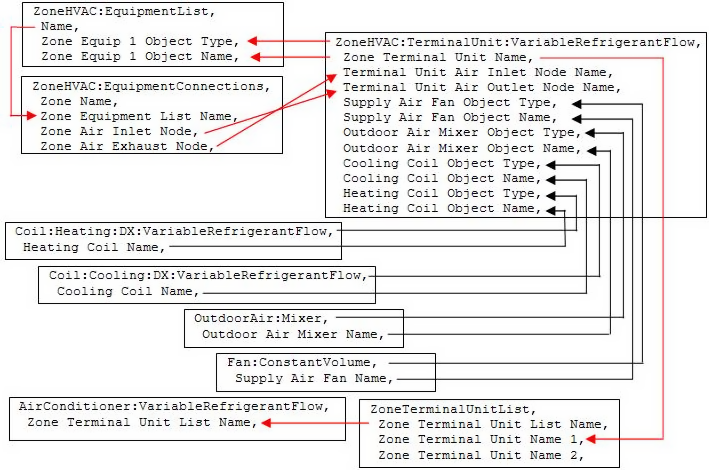 ZoneHVAC:EquipmentList,
Name,
Zone Equip 1 Object Type,
Zone Equip 1 Object Name,
ZoneHVAC:EquipmentConnections,
Zone Name,
Zone Equipment List Name,
Zone Air Inlet Node,
Zone Air Exhaust Node,
ZoneHVAC:TerminalUnit:VariableRefrigerantFlow,
Zone Terminal Unit Name,
Terminal Unit Air Inlet Node Name,
Terminal Unit Air Outlet Node Name,
Supply Air Fan Object Type,
Supply Air Fan Object Name,
Outdoor Air Mixer Object Type,
Outdoor Air Mixer Object Name,
Cooling Coil Object Type,
Cooling Coil Object Name,
Heating Coil Object Type,
Heating Coil Object Name,
Coil:Heating:DX:VariableRefrigerantFlow,
Heating Coil Name,
Coil:Cooling:DX:VariableRefrigerantFlow,
Cooling Coil Name,
OutdoorAir:Mixer,
Outdoor Air Mixer Name,
Fan:ConstantVolume,
Supply Air Fan Name,
AirConditioner:VariableRefrigerantFlow,
Zone Terminal Unit List Name,
ZoneTerminalUnitList,
Zone Terminal Unit List Name,
Zone Terminal Unit Name 1,
Zone Terminal Unit Name 2,